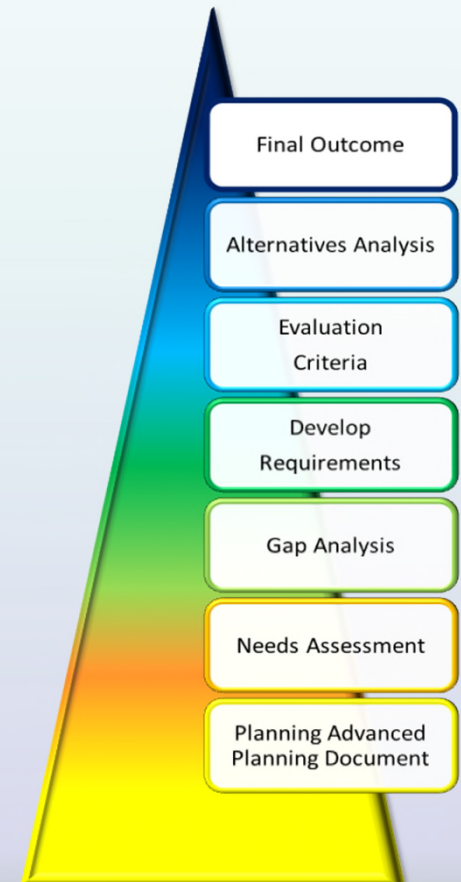 Final Outcome
Alternatives Analysis
Evaluation
Criteria
Develop
Requirements
Gap Analysis
Needs Assessment
Planning Advanced
Planning Document